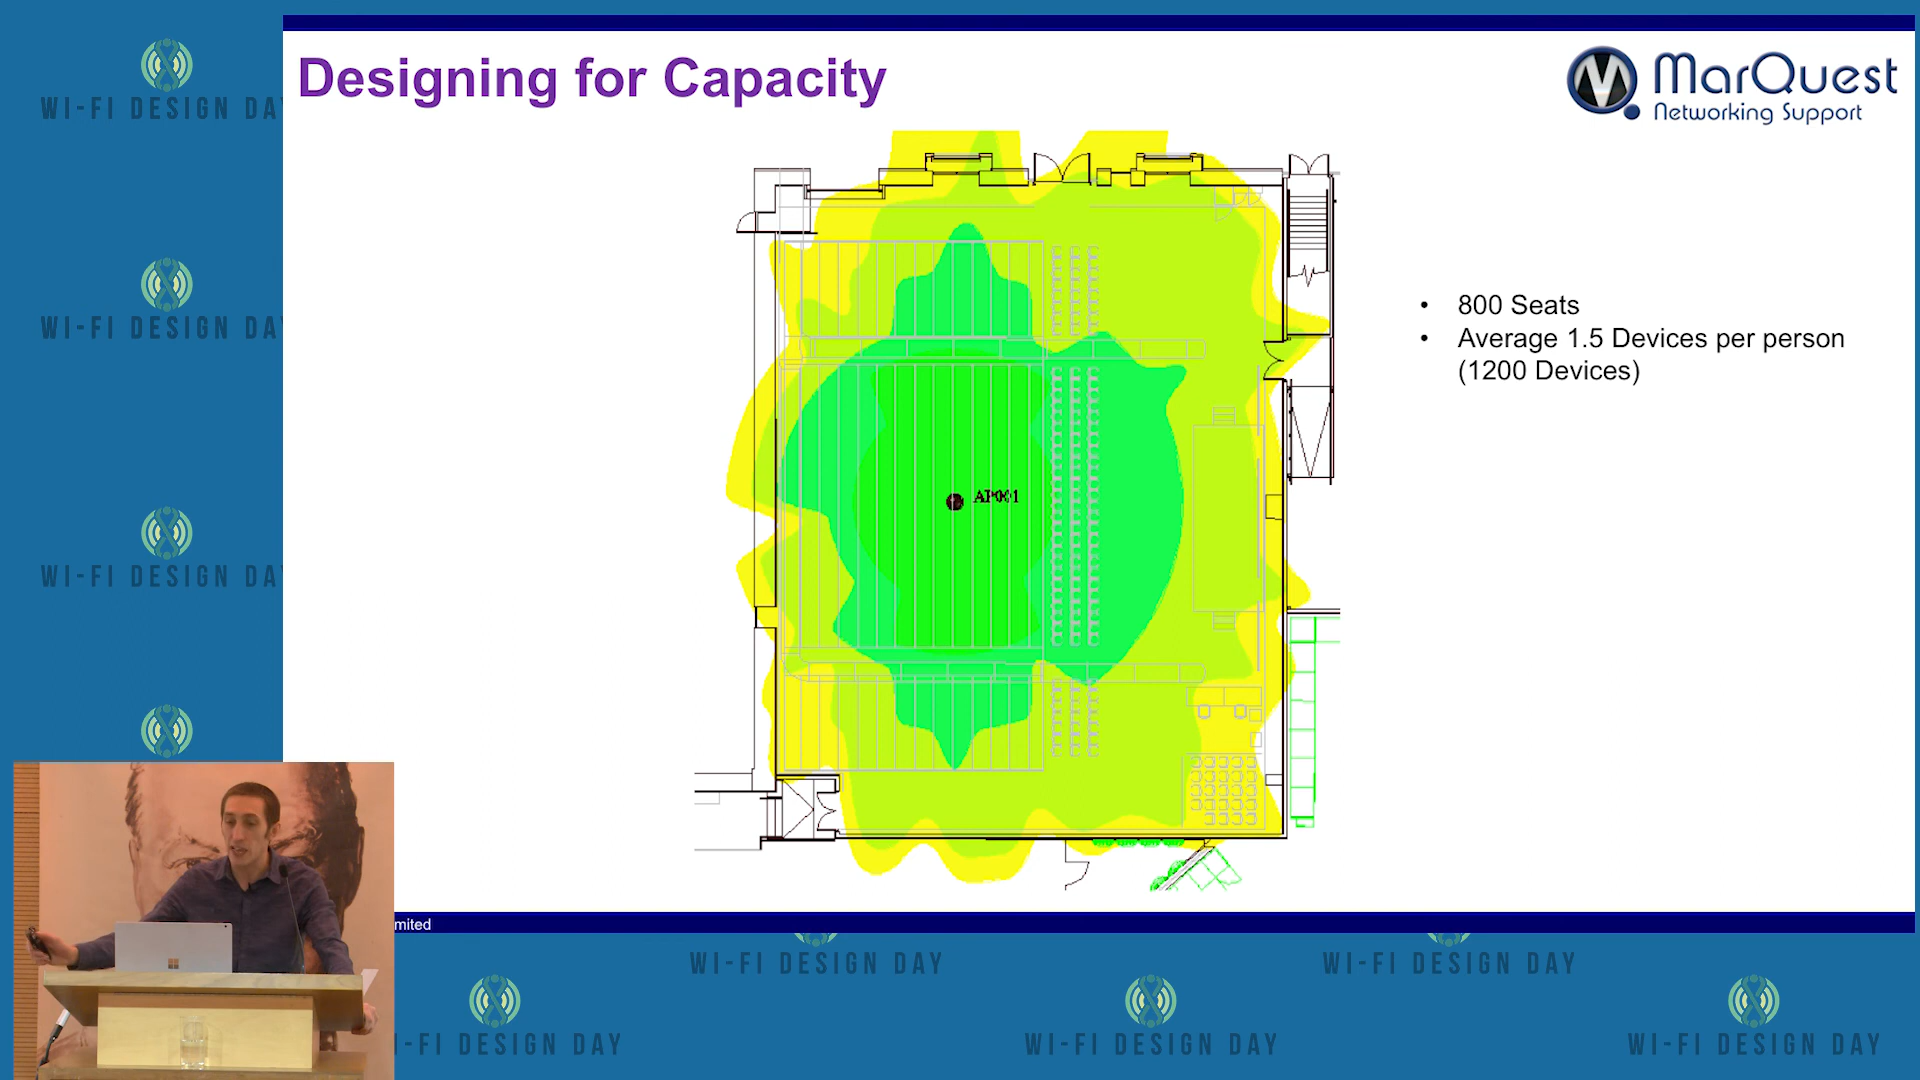 Designing for Capacity
MarQuest
Networking Support
WI-FI DESIGN DAY
WI-FI DESIGN DAY
WI-FI DESIGN DAY
• 800 Seats
• Average 1.5 Devices per person
(1200 Devices)
AP001
mited
WI-FI DESIGN DAY
WI-FI DESIGN DAY
-FI DESIGN DAY
WI-FI DESIGN DAY
WI-FI DESIGN DAY